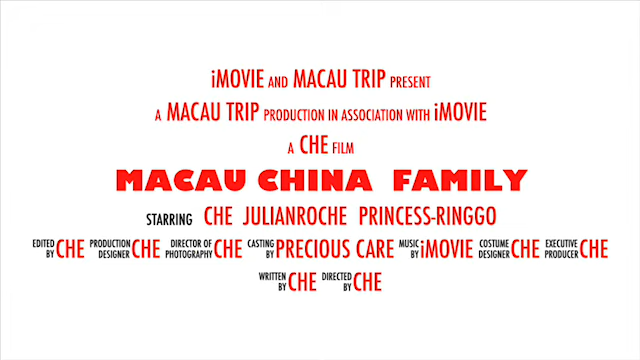 iMOVIE AND MACAU TRIP PRESENT
A MACAU TRIP PRODUCTION IN ASSOCIATION WITH iMOVIE
A CHE FILM
MACAU CHINA FAMILY
STARRING CHE JULIANROCHE PRINCESS-RINGGO
EDITED BY CHE PRODUCTION DESIGNER CHE DIRECTOR OF PHOTOGRAPHY CHE CASTING BY PRECIOUS CARE MUSIC BY iMOVIE COSTUME DESIGNER CHE EXECUTIVE PRODUCER CHE
WRITTEN BY CHE DIRECTED BY CHE